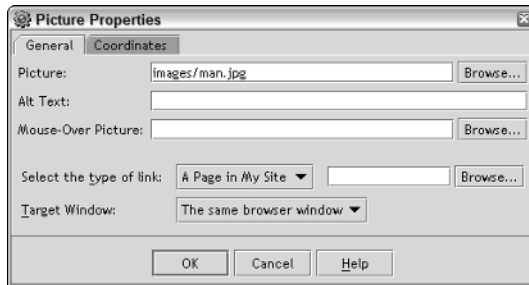 Picture Properties
General Coordinates
Picture: images/man.jpg Browse...
Alt Text:
Mouse-Over Picture: Browse...
Select the type of link: A Page in My Site Browse...
Target Window: The same browser window
OK Cancel Help